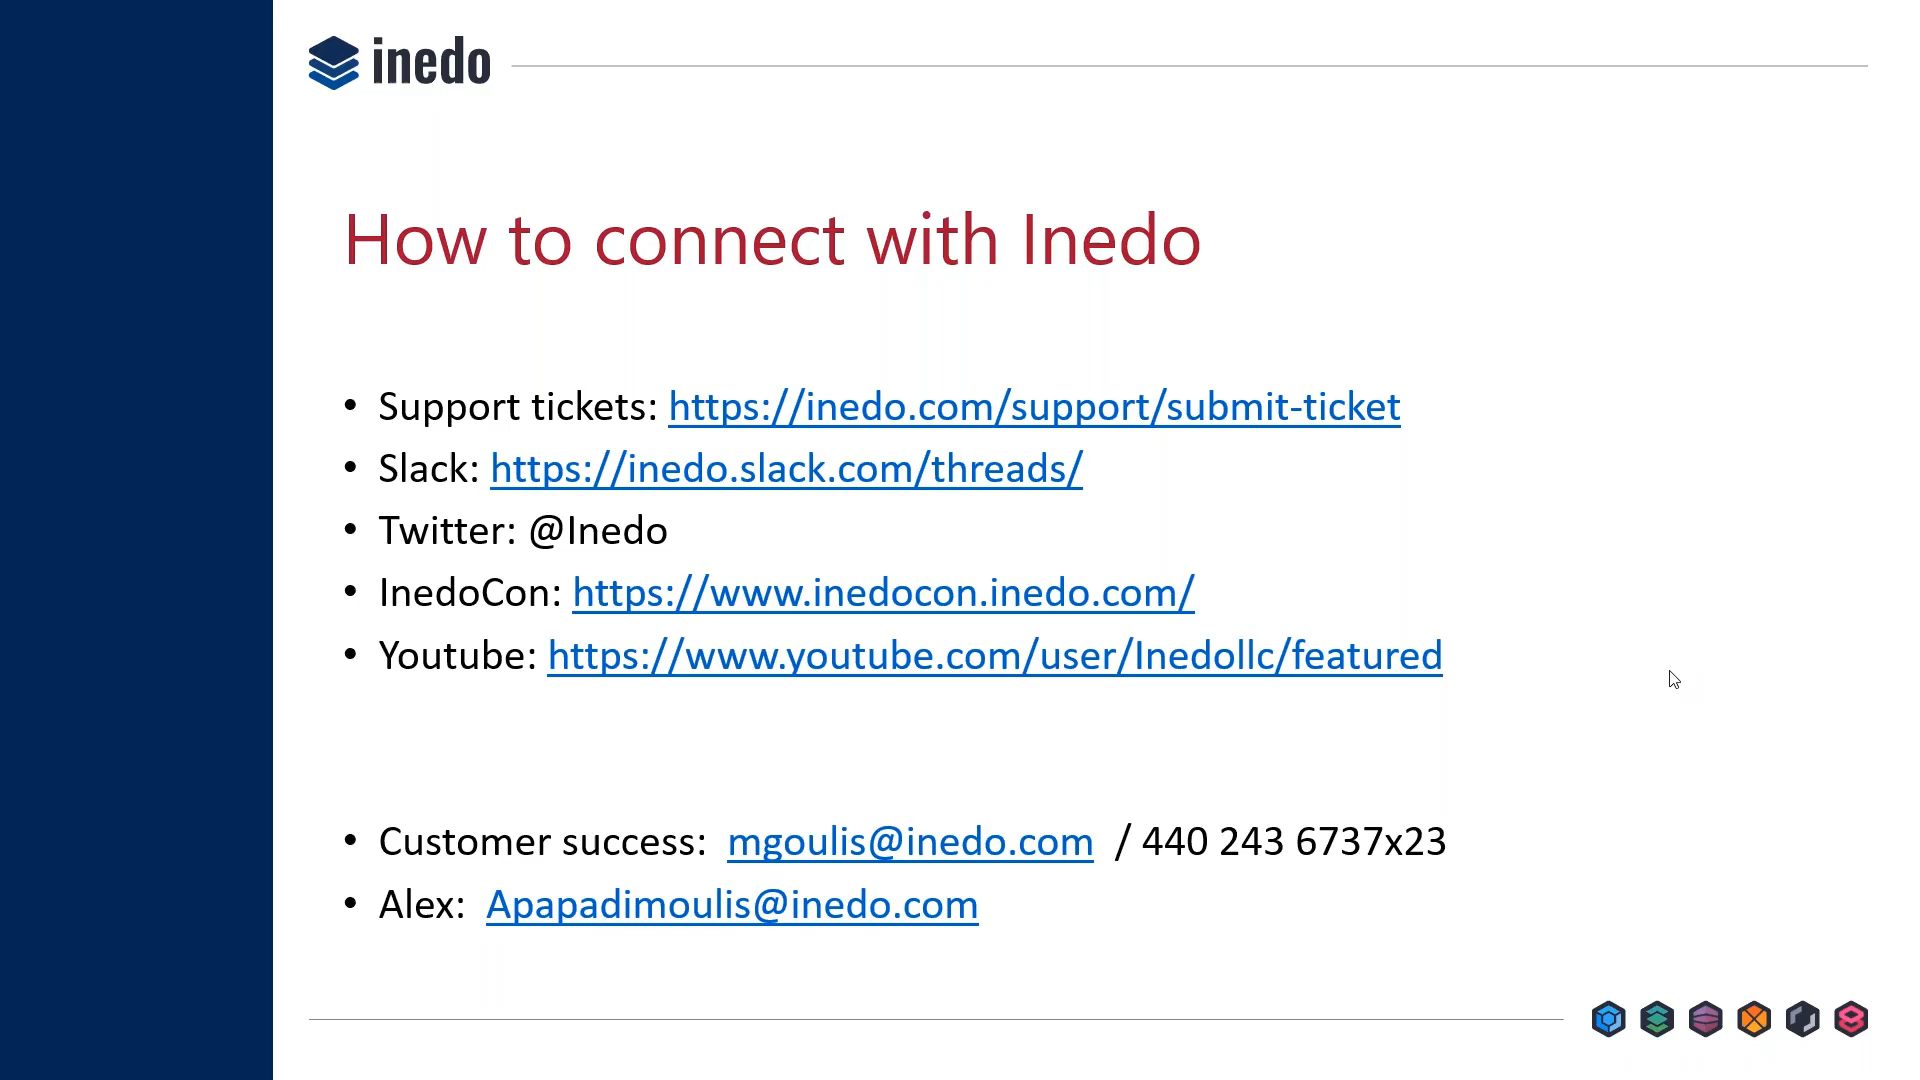 inedo
How to connect with Inedo
• Support tickets: https://inedo.com/support/submit-ticket
• Slack: https://inedo.slack.com/threads/
• Twitter: @Inedo
• InedoCon: https://www.inedocon.inedo.com/
• Youtube: https://www.youtube.com/user/Inedollc/featured
• Customer success: mgoulis@inedo.com / 440 243 6737x23
• Alex: Apapadimoulis@inedo.com